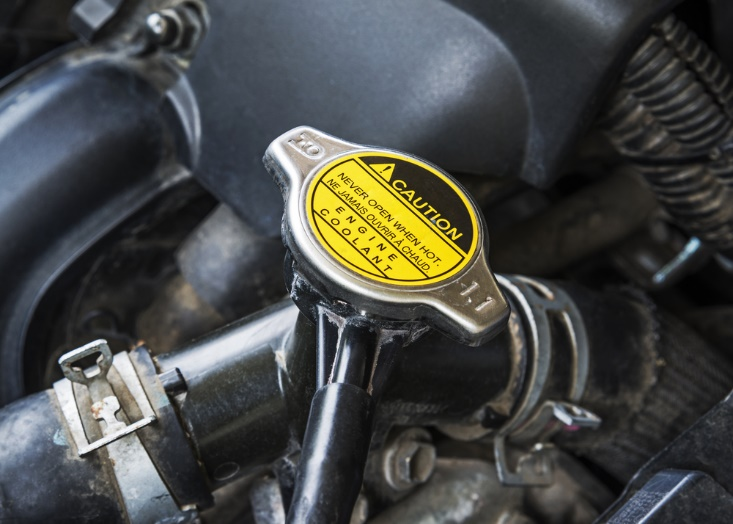 CAUTION
NEVER OPEN WHEN HOT.
NE JAMAIS OUVRIR À CHAUD.
ENGINE
COOLANT
1.1